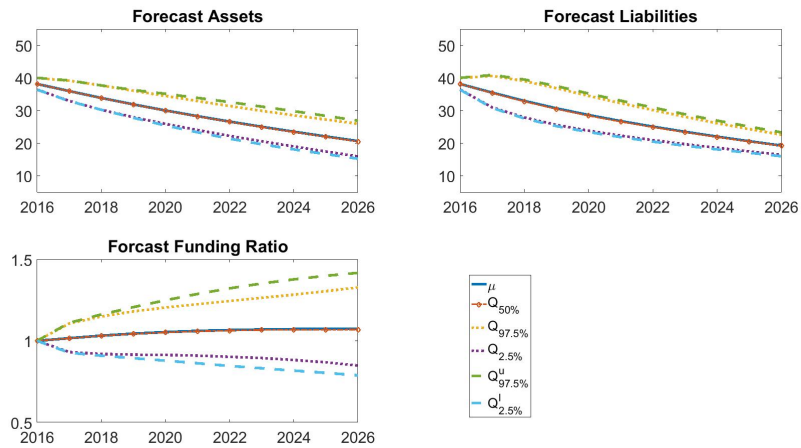 Forecast Assets
50
40
30
20
10
2016 2018 2020 2022 2024 2026
Forecast Liabilities
50
40
30
20
10
2016 2018 2020 2022 2024 2026
Forcast Funding Ratio
1.5
1
0.5
2016 2018 2020 2022 2024 2026
μ
Q50%
Q97.5%
Q2.5%
Qu97.5%
Ql2.5%